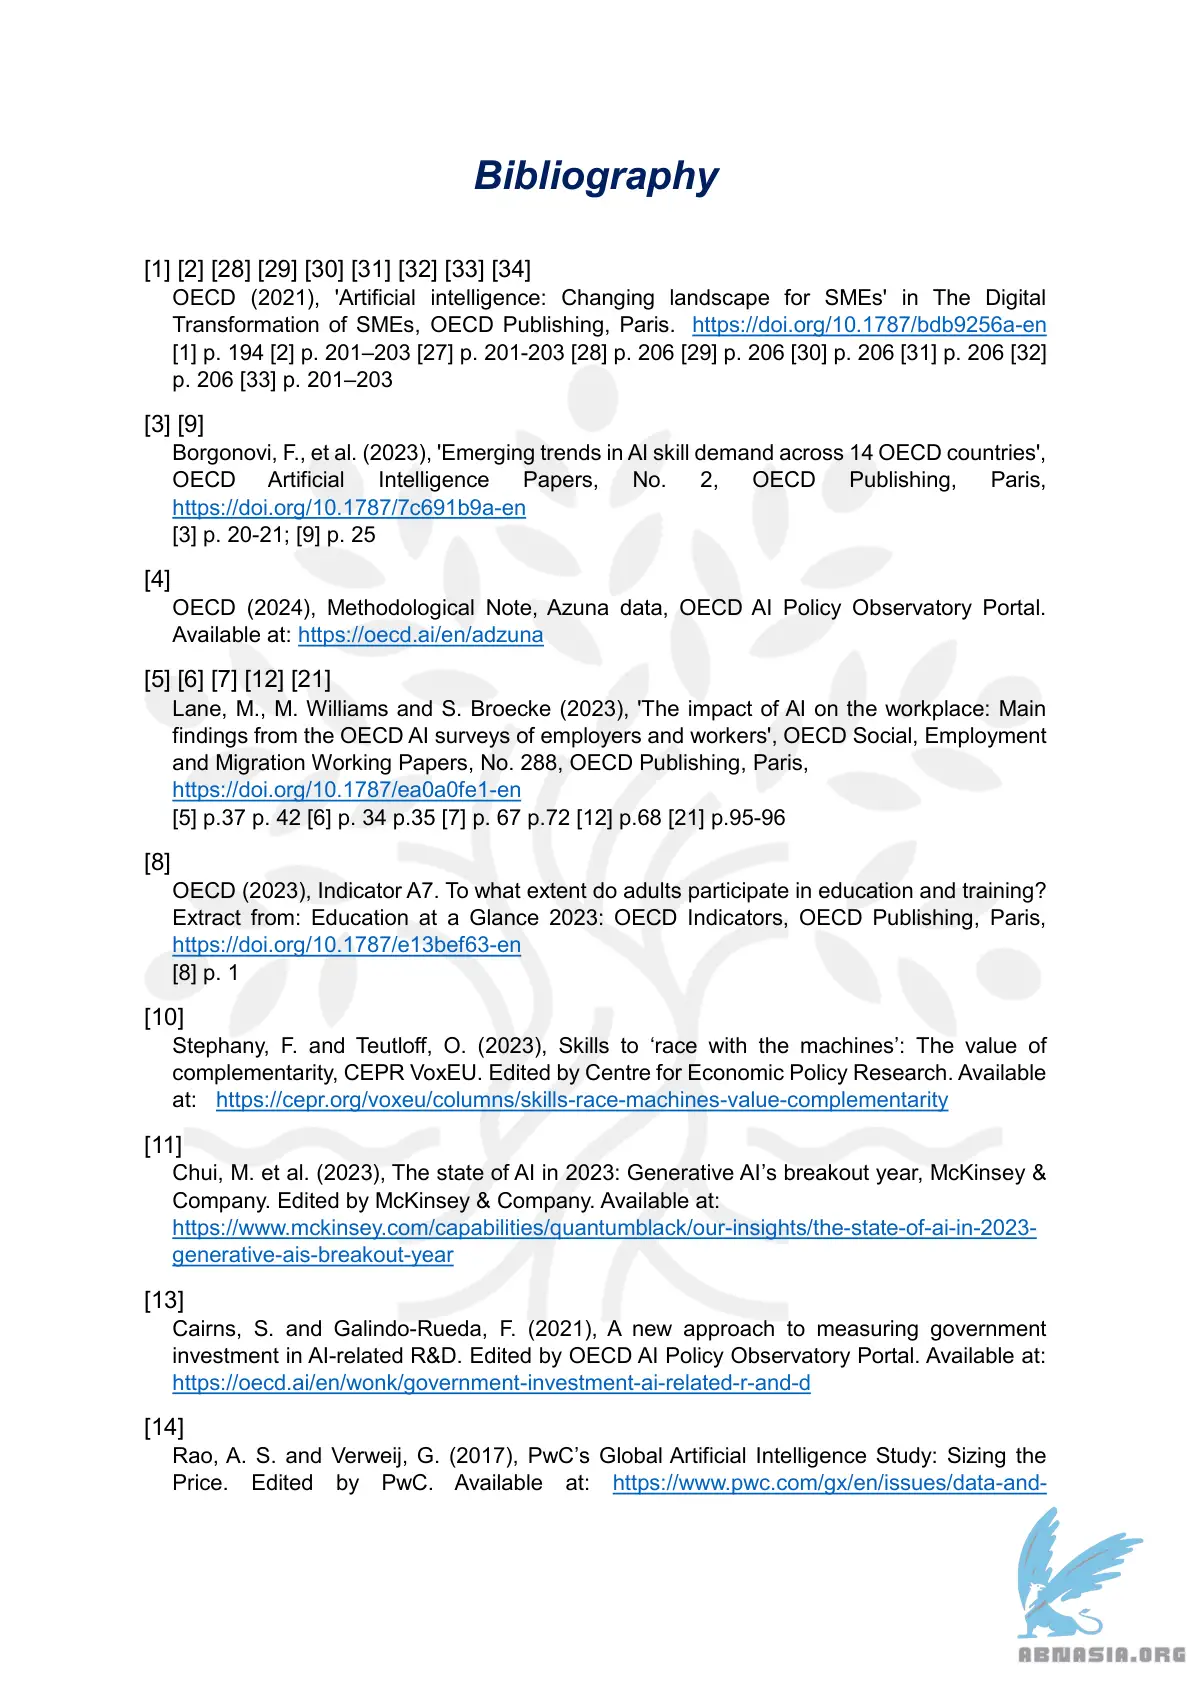 Bibliography
[1] [2] [28] [29] [30] [31] [32] [33] [34]
OECD (2021), 'Artificial intelligence: Changing landscape for SMEs' in The Digital
Transformation of SMEs, OECD Publishing, Paris. https://doi.org/10.1787/bdb9256a-en
[1] p. 194 [2] p. 201–203 [27] p. 201-203 [28] p. 206 [29] p. 206 [30] p. 206 [31] p. 206 [32]
p. 206 [33] p. 201–203
[3] [9]
Borgonovi, F., et al. (2023), 'Emerging trends in AI skill demand across 14 OECD countries',
OECD Artificial Intelligence Papers, No. 2, OECD Publishing, Paris,
https://doi.org/10.1787/7c691b9a-en
[3] p. 20-21; [9] p. 25
[4]
OECD (2024), Methodological Note, Azuna data, OECD AI Policy Observatory Portal.
Available at: https://oecd.ai/en/adzuna
[5] [6] [7] [12] [21]
Lane, M., M. Williams and S. Broecke (2023), 'The impact of AI on the workplace: Main
findings from the OECD AI surveys of employers and workers', OECD Social, Employment
and Migration Working Papers, No. 288, OECD Publishing, Paris,
https://doi.org/10.1787/ea0a0fe1-en
[5] p.37 p. 42 [6] p. 34 p.35 [7] p. 67 p.72 [12] p.68 [21] p.95-96
[8]
OECD (2023), Indicator A7. To what extent do adults participate in education and training?
Extract from: Education at a Glance 2023: OECD Indicators, OECD Publishing, Paris,
https://doi.org/10.1787/e13bef63-en
[8] p. 1
[10]
Stephany, F. and Teutloff, O. (2023), Skills to ‘race with the machines’: The value of
complementarity, CEPR VoxEU. Edited by Centre for Economic Policy Research. Available
at: https://cepr.org/voxeu/columns/skills-race-machines-value-complementarity
[11]
Chui, M. et al. (2023), The state of AI in 2023: Generative AI’s breakout year, McKinsey &
Company. Edited by McKinsey & Company. Available at:
https://www.mckinsey.com/capabilities/quantumblack/our-insights/the-state-of-ai-in-2023-
generative-ais-breakout-year
[13]
Cairns, S. and Galindo-Rueda, F. (2021), A new approach to measuring government
investment in AI-related R&D. Edited by OECD AI Policy Observatory Portal. Available at:
https://oecd.ai/en/wonk/government-investment-ai-related-r-and-d
[14]
Rao, A. S. and Verweij, G. (2017), PwC’s Global Artificial Intelligence Study: Sizing the
Price. Edited by PwC. Available at: https://www.pwc.com/gx/en/issues/data-and-
ABNASIA.ORG